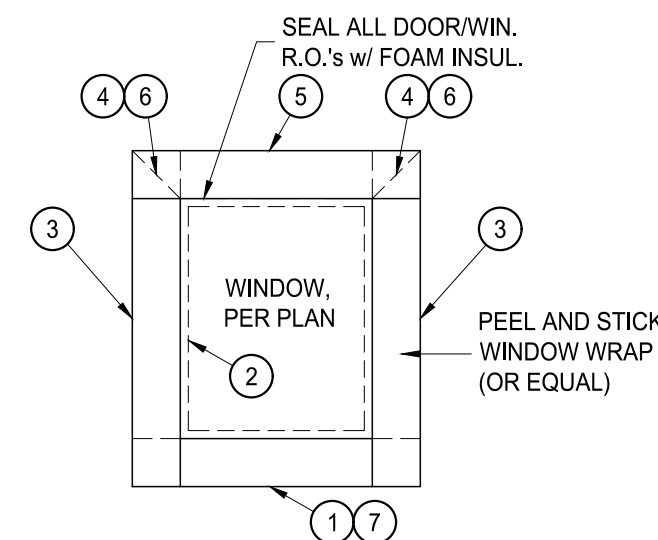 SEAL ALL DOOR/WIN.
R.O.'s w/ FOAM INSUL.
4 6
5
4 6
3
3
WINDOW,
PER PLAN
PEEL AND STICK
WINDOW WRAP
(OR EQUAL)
2
1 7